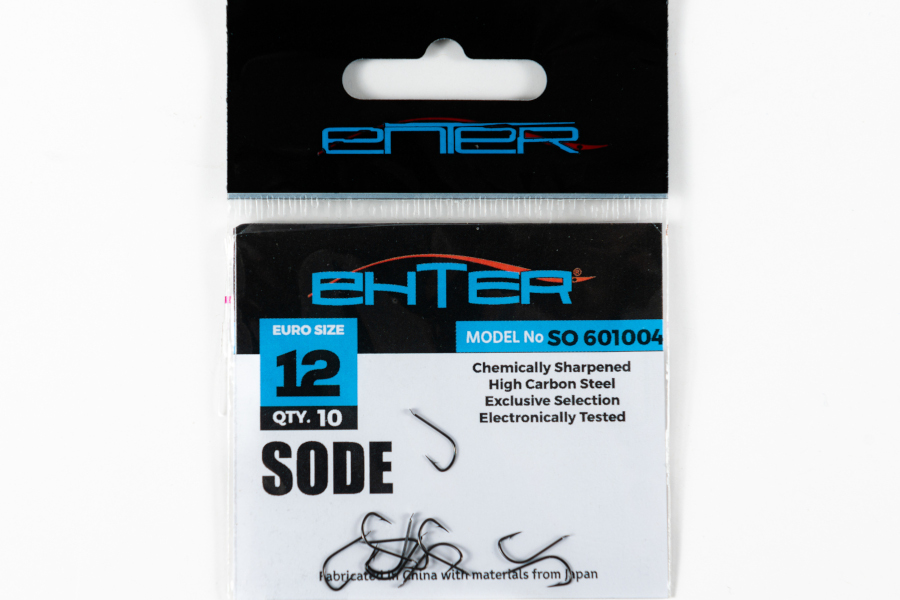 enTER
eHTER®
EURO SIZE
12
QTY. 10
MODEL No SO 601004
Chemically Sharpened
High Carbon Steel
Exclusive Selection
Electronically Tested
SODE
Fabricated in China with materials from Japan